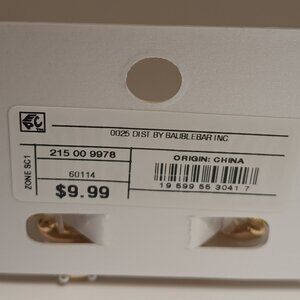 0025 DIST. BY BAUBLEBAR INC.
ZONE SC1
215 00 9978
60114
$9.99
ORIGIN: CHINA
19 599 56 3041 7